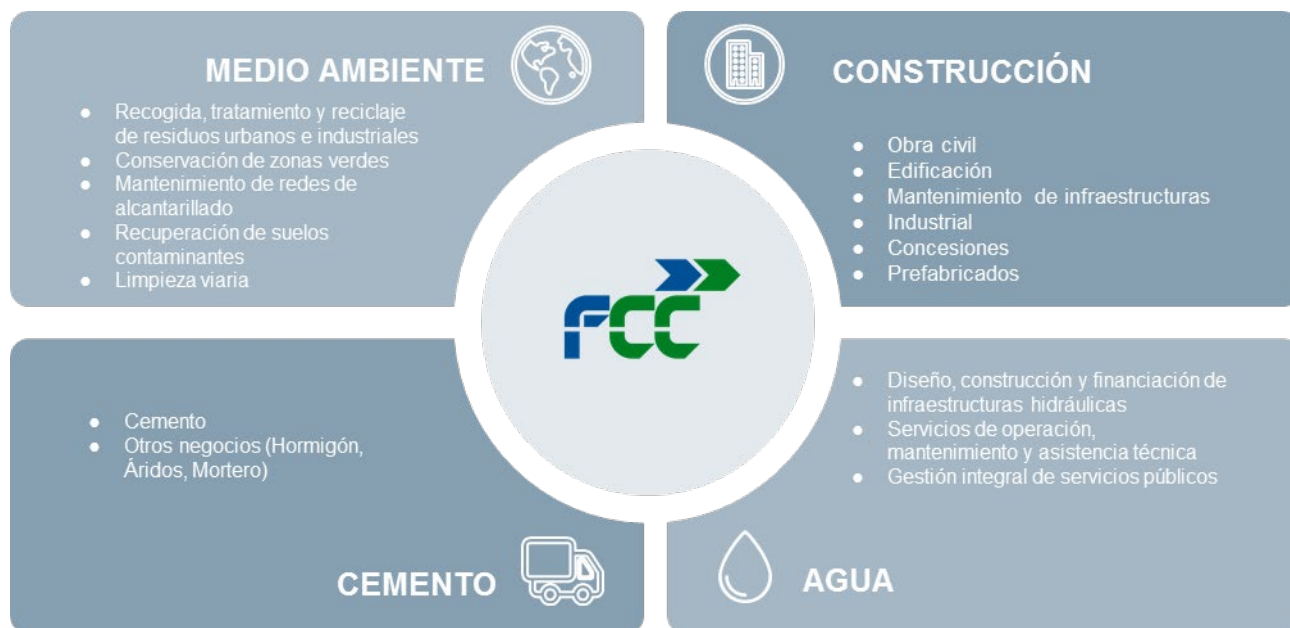 MEDIO AMBIENTE
● Recogida, tratamiento y reciclaje
de residuos urbanos e industriales
● Conservación de zonas verdes
● Mantenimiento de redes de
alcantarillado
● Recuperación de suelos
contaminantes
● Limpieza viaria
CONSTRUCCIÓN
● Obra civil
● Edificación
● Mantenimiento de infraestructuras
● Industrial
● Concesiones
● Prefabricados
FCC
● Cemento
● Otros negocios (Hormigón,
Áridos, Mortero)
CEMENTO
● Diseño, construcción y financiación de
infraestructuras hidráulicas
● Servicios de operación,
mantenimiento y asistencia técnica
● Gestión integral de servicios públicos
AGUA